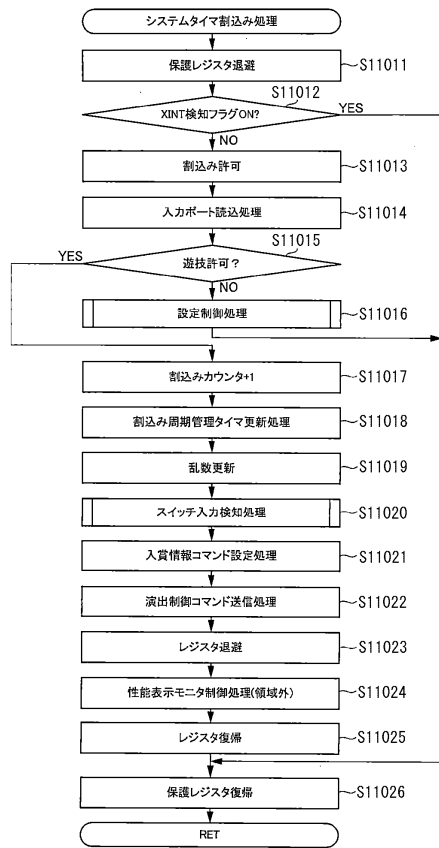 システムタイマ割込み処理
保護レジスタ退避
S11011
S11012
XINT検知フラグON?
YES
NO
割込み許可
S11013
入力ポート読込処理
S11014
S11015
YES
遊技許可?
NO
設定制御処理
S11016
割込みカウンタ+1
S11017
割込み周期管理タイマ更新処理
S11018
乱数更新
S11019
スイッチ入力検知処理
S11020
入賞情報コマンド設定処理
S11021
演出制御コマンド送信処理
S11022
レジスタ退避
S11023
性能表示モニタ制御処理(領域外)
S11024
レジスタ復帰
S11025
保護レジスタ復帰
S11026
RET